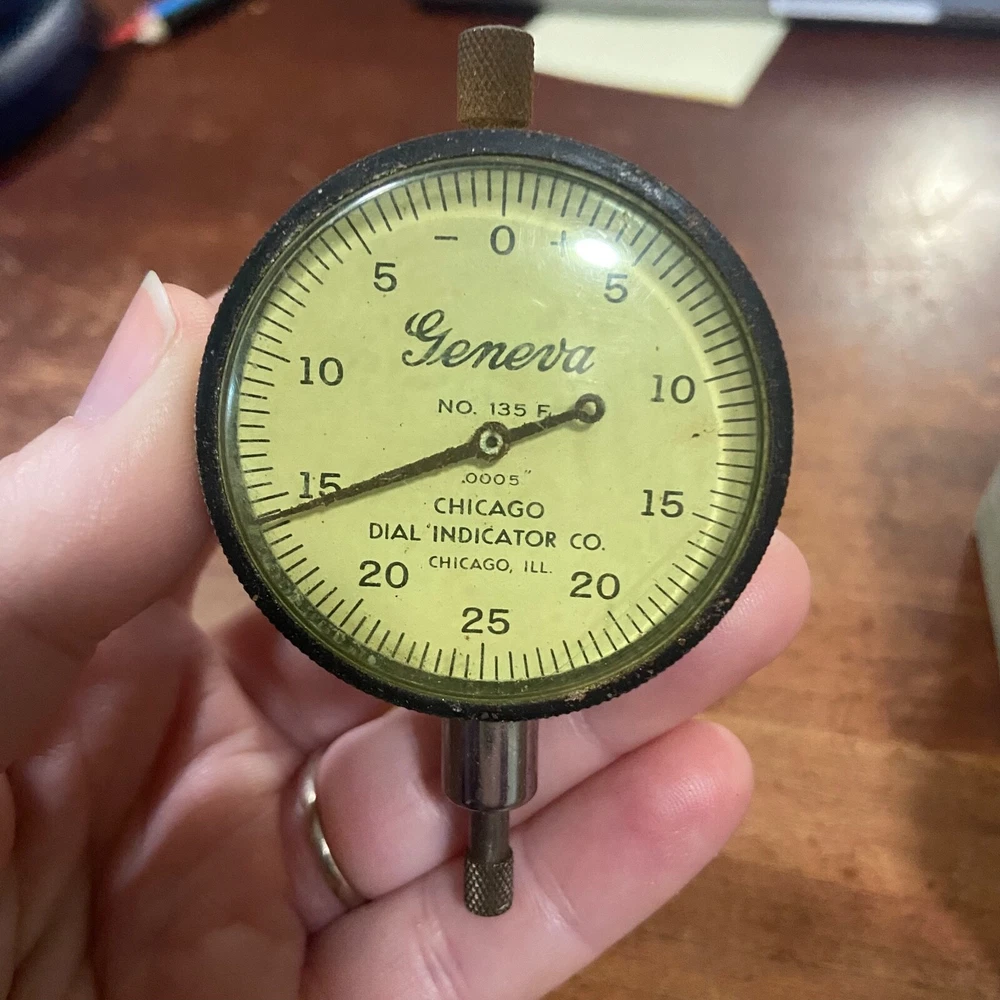 − 0 +
5 5
Geneva
10 10
NO. 135 F
.0005"
15 15
CHICAGO
DIAL INDICATOR CO.
CHICAGO, ILL.
20 20
25